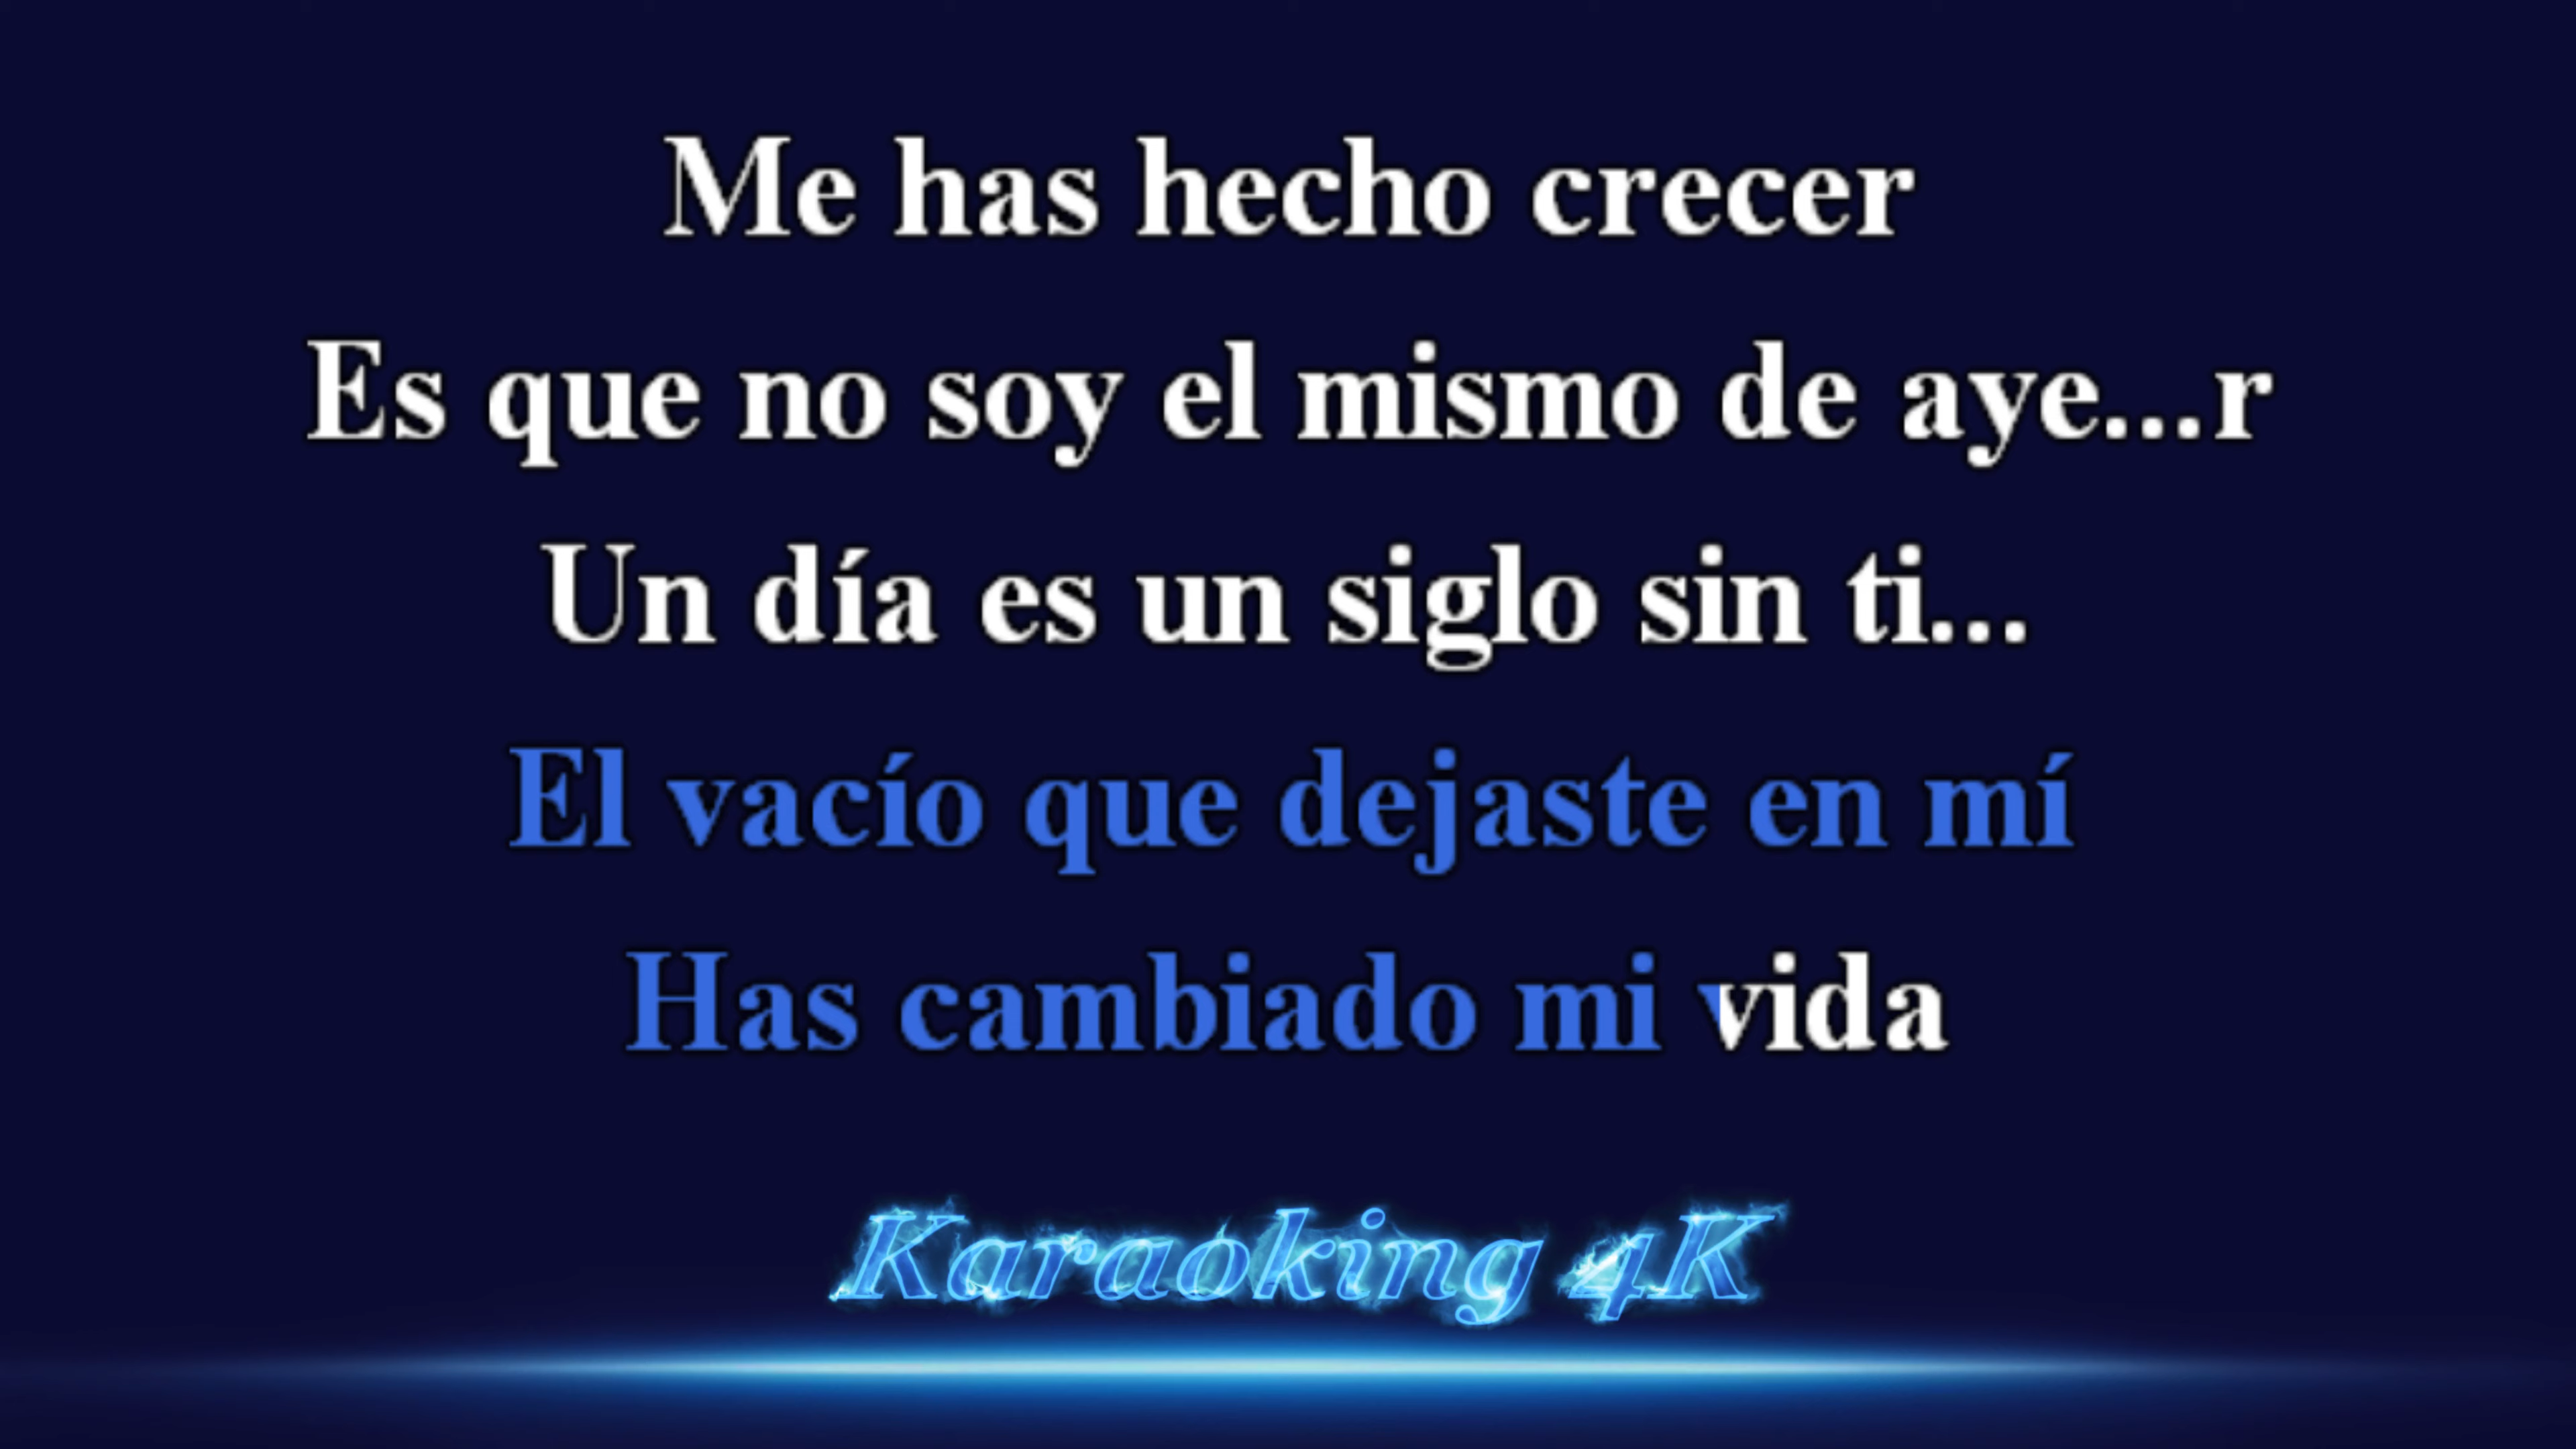 Me has hecho crecer
Es que no soy el mismo de aye...r
Un día es un siglo sin ti...
El vacío que dejaste en mí
Has cambiado mi vida
Karaoking 4K